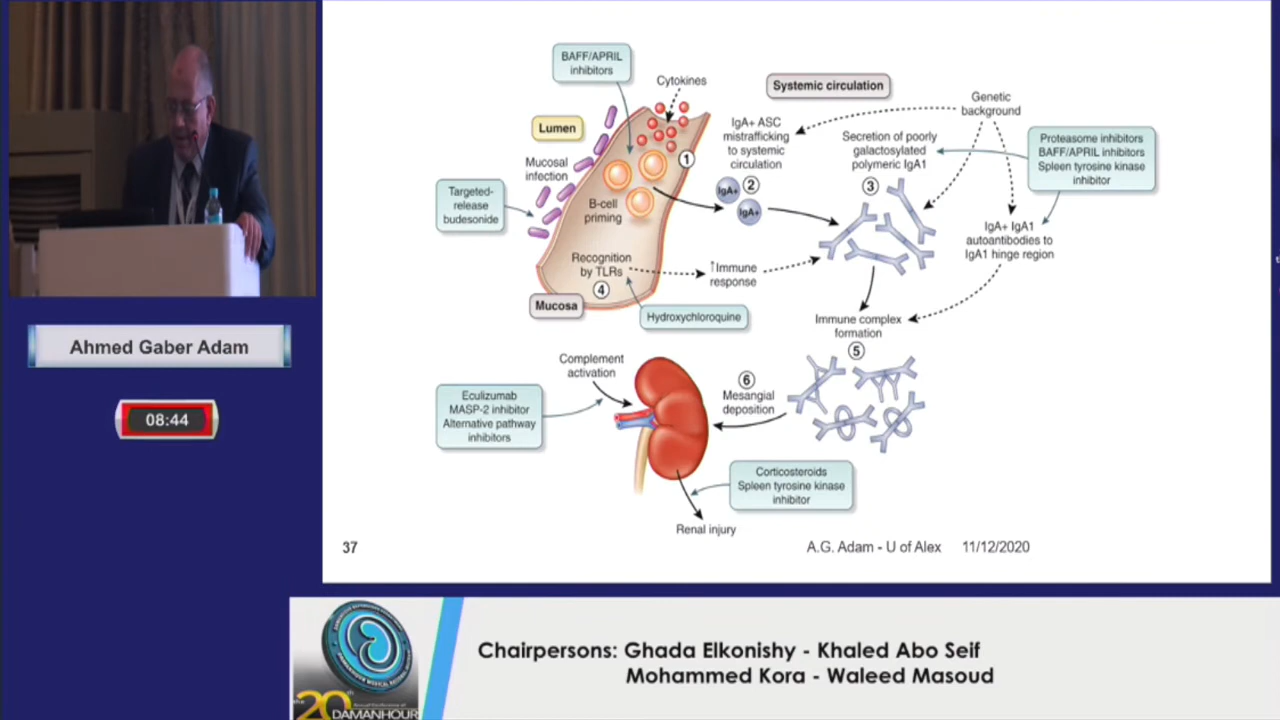 BAFF/APRIL
inhibitors
Cytokines
Systemic circulation
Genetic
background
Lumen
IgA+ ASC
mistrafficking
to systemic
circulation
Secretion of poorly
galactosylated
polymeric IgA1
Proteasome inhibitors
BAFF/APRIL inhibitors
Spleen tyrosine kinase
inhibitor
Mucosal
infection
1
2
3
Targeted-
release
budesonide
B-cell
priming
IgA+
IgA+
IgA+ IgA1
autoantibodies to
IgA1 hinge region
Recognition
by TLRs
4
↑Immune
response
Mucosa
Hydroxychloroquine
Immune complex
formation
5
Complement
activation
6
Mesangial
deposition
Eculizumab
MASP-2 inhibitor
Alternative pathway
inhibitors
Corticosteroids
Spleen tyrosine kinase
inhibitor
Renal injury
37
A.G. Adam - U of Alex 11/12/2020
Ahmed Gaber Adam
08:44
Chairpersons: Ghada Elkonishy - Khaled Abo Seif
Mohammed Kora - Waleed Masoud
the 20th
DAMANHOUR